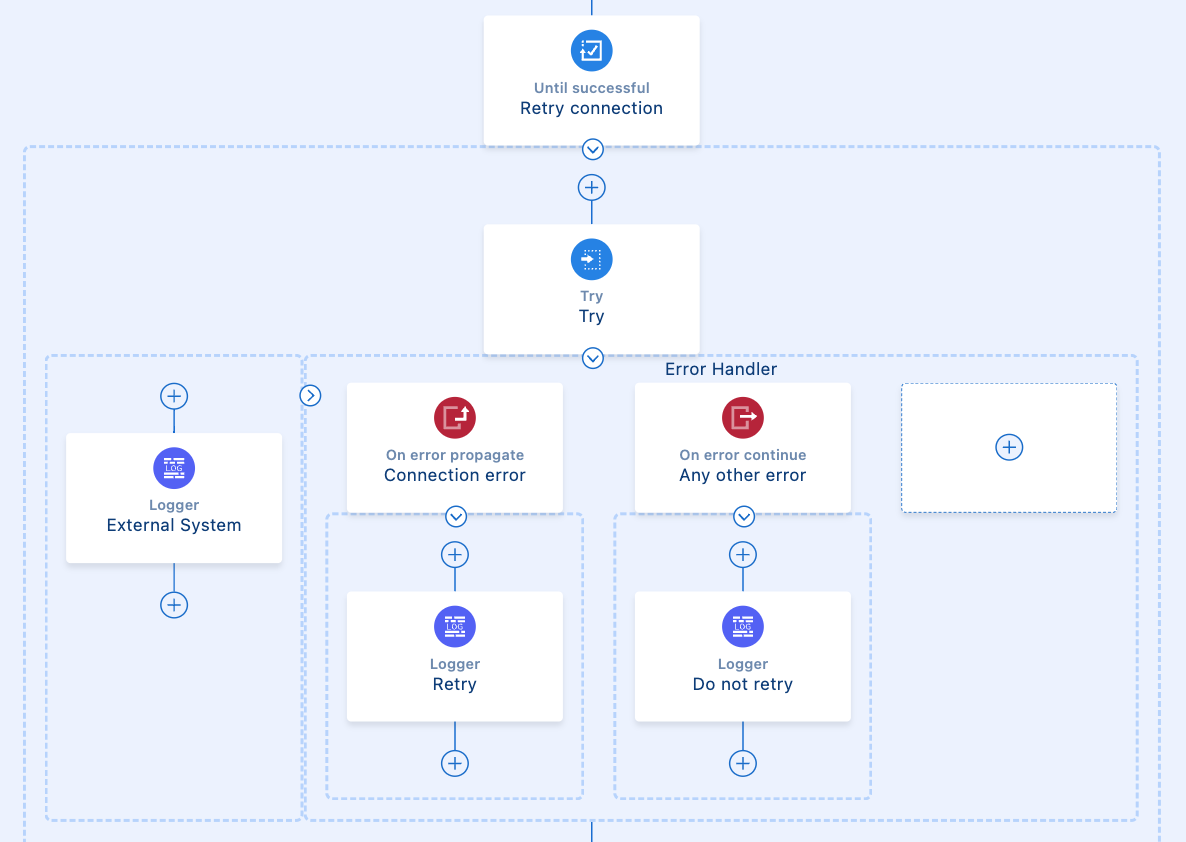 Until successful
Retry connection
Try
Try
Error Handler
On error propagate
Connection error
On error continue
Any other error
LOG
Logger
External System
LOG
Logger
Retry
LOG
Logger
Do not retry